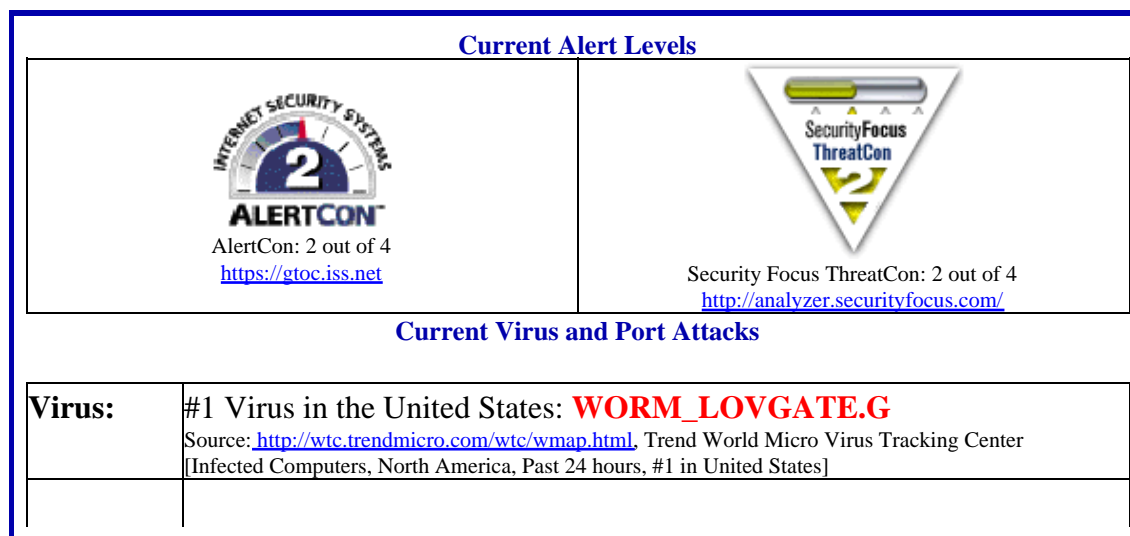 Current Alert Levels
INTERNET SECURITY SYSTEMS
2
ALERTCON™
AlertCon: 2 out of 4
https://gtoc.iss.net
SecurityFocus
ThreatCon
2
Security Focus ThreatCon: 2 out of 4
http://analyzer.securityfocus.com/
Current Virus and Port Attacks
Virus: #1 Virus in the United States: WORM_LOVGATE.G
Source: http://wtc.trendmicro.com/wtc/wmap.html, Trend World Micro Virus Tracking Center
[Infected Computers, North America, Past 24 hours, #1 in United States]